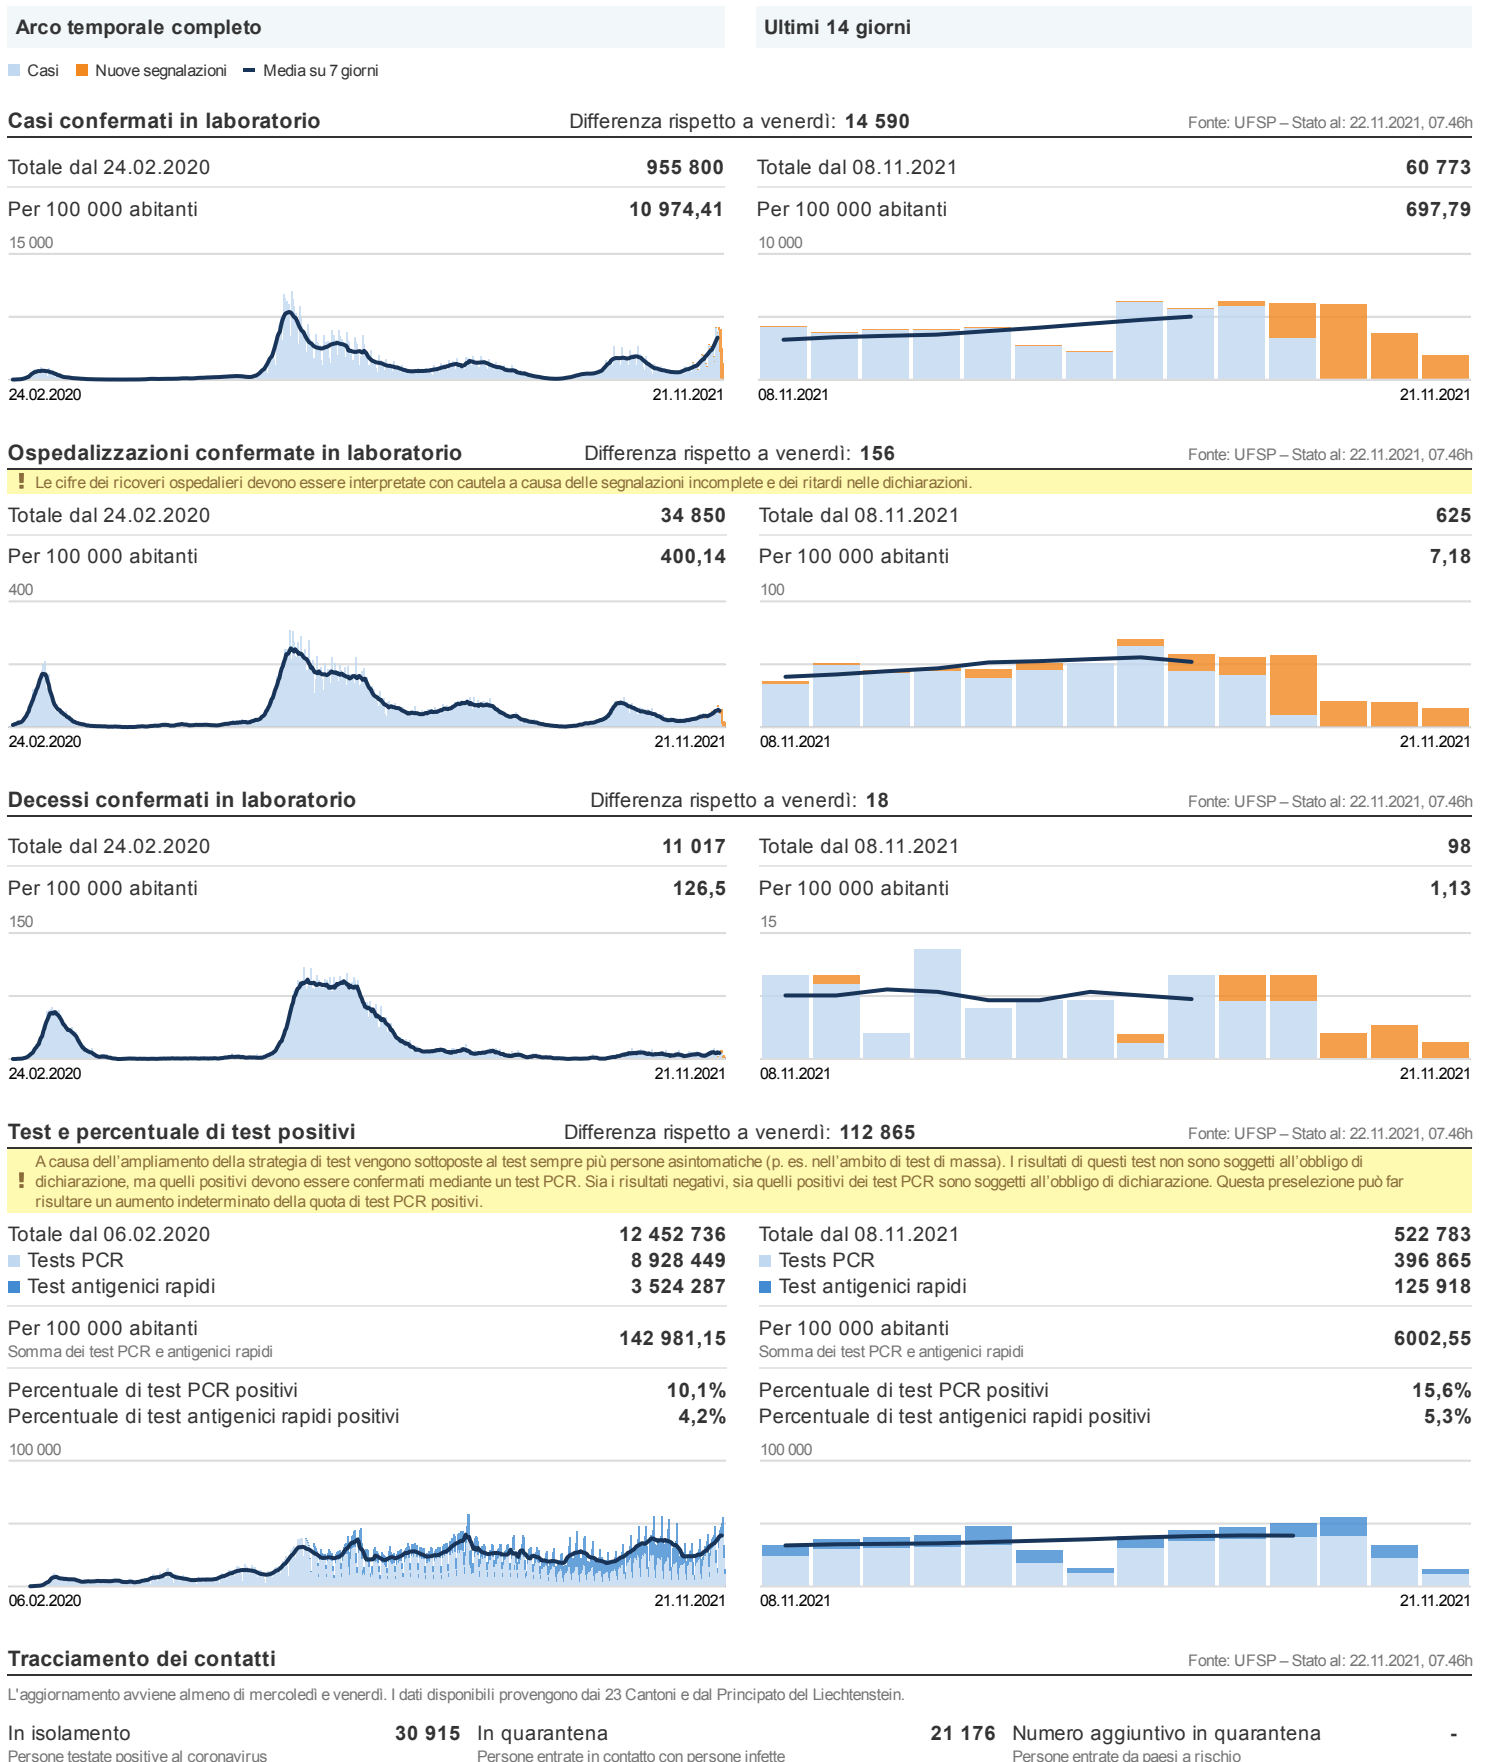 Arco temporale completo
Ultimi 14 giorni
Casi Nuove segnalazioni Media su 7 giorni
Casi confermati in laboratorio Differenza rispetto a venerdì: 14 590 Fonte: UFSP – Stato al: 22.11.2021, 07.46h
Totale dal 24.02.2020 955 800
Per 100 000 abitanti 10 974,41
15 000
24.02.2020 21.11.2021
Totale dal 08.11.2021 60 773
Per 100 000 abitanti 697,79
10 000
08.11.2021 21.11.2021
Ospedalizzazioni confermate in laboratorio Differenza rispetto a venerdì: 156 Fonte: UFSP – Stato al: 22.11.2021, 07.46h
! Le cifre dei ricoveri ospedalieri devono essere interpretate con cautela a causa delle segnalazioni incomplete e dei ritardi nelle dichiarazioni.
Totale dal 24.02.2020 34 850
Per 100 000 abitanti 400,14
400
24.02.2020 21.11.2021
Totale dal 08.11.2021 625
Per 100 000 abitanti 7,18
100
08.11.2021 21.11.2021
Decessi confermati in laboratorio Differenza rispetto a venerdì: 18 Fonte: UFSP – Stato al: 22.11.2021, 07.46h
Totale dal 24.02.2020 11 017
Per 100 000 abitanti 126,5
150
24.02.2020 21.11.2021
Totale dal 08.11.2021 98
Per 100 000 abitanti 1,13
15
08.11.2021 21.11.2021
Test e percentuale di test positivi Differenza rispetto a venerdì: 112 865 Fonte: UFSP – Stato al: 22.11.2021, 07.46h
A causa dell'ampliamento della strategia di test vengono sottoposte al test sempre più persone asintomatiche (p. es. nell'ambito di test di massa). I risultati di questi test non sono soggetti all'obbligo di
! dichiarazione, ma quelli positivi devono essere confermati mediante un test PCR. Sia i risultati negativi, sia quelli positivi dei test PCR sono soggetti all'obbligo di dichiarazione. Questa preselezione può far
risultare un aumento indeterminato della quota di test PCR positivi.
Totale dal 06.02.2020 12 452 736
Tests PCR 8 928 449
Test antigenici rapidi 3 524 287
Per 100 000 abitanti 142 981,15
Somma dei test PCR e antigenici rapidi
Percentuale di test PCR positivi 10,1%
Percentuale di test antigenici rapidi positivi 4,2%
100 000
06.02.2020 21.11.2021
Totale dal 08.11.2021 522 783
Tests PCR 396 865
Test antigenici rapidi 125 918
Per 100 000 abitanti 6002,55
Somma dei test PCR e antigenici rapidi
Percentuale di test PCR positivi 15,6%
Percentuale di test antigenici rapidi positivi 5,3%
100 000
08.11.2021 21.11.2021
Tracciamento dei contatti Fonte: UFSP – Stato al: 22.11.2021, 07.46h
L'aggiornamento avviene almeno di mercoledì e venerdì. I dati disponibili provengono dai 23 Cantoni e dal Principato del Liechtenstein.
In isolamento 30 915
Persone testate positive al coronavirus
In quarantena 21 176
Persone entrate in contatto con persone infette
Numero aggiuntivo in quarantena -
Persone entrate da paesi a rischio